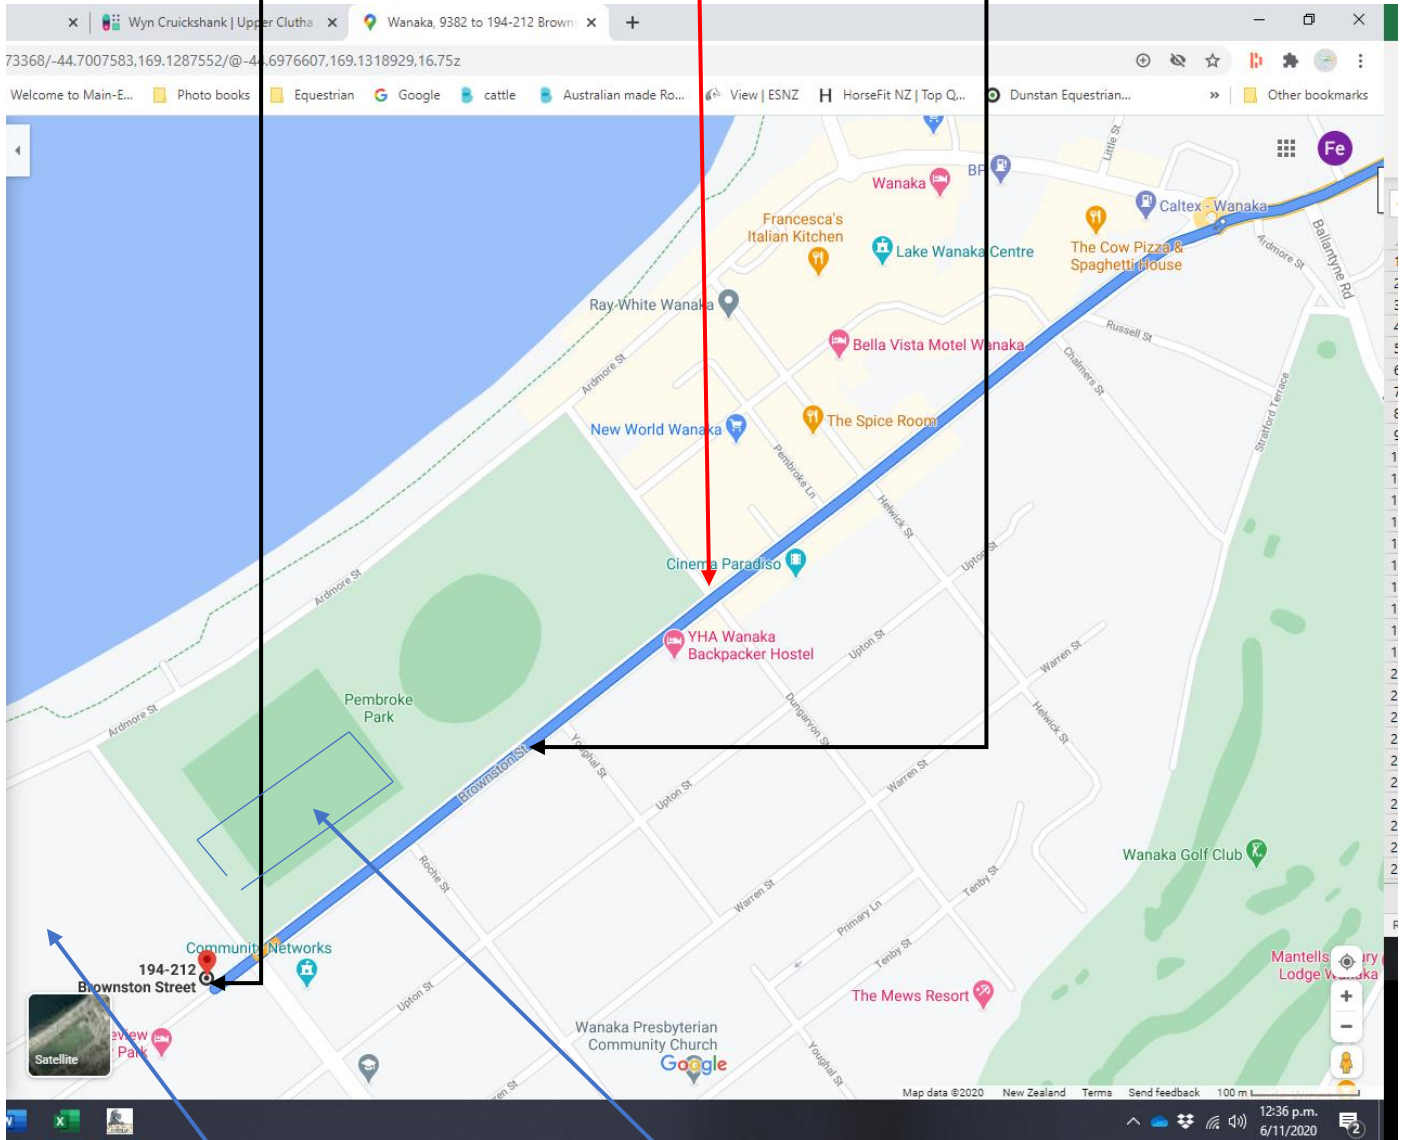 Wyn Cruickshank | Upper Clutha
Wanaka, 9382 to 194-212 Brown
73368/-44.7007583,169.1287552/@-44.6976607,169.1318929,16.75z
Welcome to Main-E...
Photo books
Equestrian
Google
cattle
Australian made Ro...
View | ESNZ
HorseFit NZ | Top Q...
Dunstan Equestrian...
»
Other bookmarks
Fe
Little St
BP
Wanaka
Caltex - Wanaka
Francesca's
Italian Kitchen
Lake Wanaka Centre
The Cow Pizza &
Spaghetti House
Ardmore St
Ballantyne Rd
Ray White Wanaka
Russell St
Bella Vista Motel Wanaka
Chalmers St
Ardmore St
Stratford Terrace
New World Wanaka
The Spice Room
Pembroke Ln
Helwick St
Cinema Paradiso
Upton St
Ardmore St
YHA Wanaka
Backpacker Hostel
Upton St
Warren St
Pembroke
Park
Dungarvon St
Helwick St
Ardmore St
Brownston St
Youghal St
Warren St
Upton St
Wanaka Golf Club
Roche St
Tenby St
Warren St
Primary Ln
Community Networks
Tenby St
194-212
Brownston Street
Mantells
Lodge Wanaka
Upton St
The Mews Resort
Wanaka Presbyterian
Community Church
eview
Park
Satellite
Youghal St
Google
Map data ©2020
New Zealand
Terms
Send feedback
100 m
12:36 p.m.
6/11/2020
2